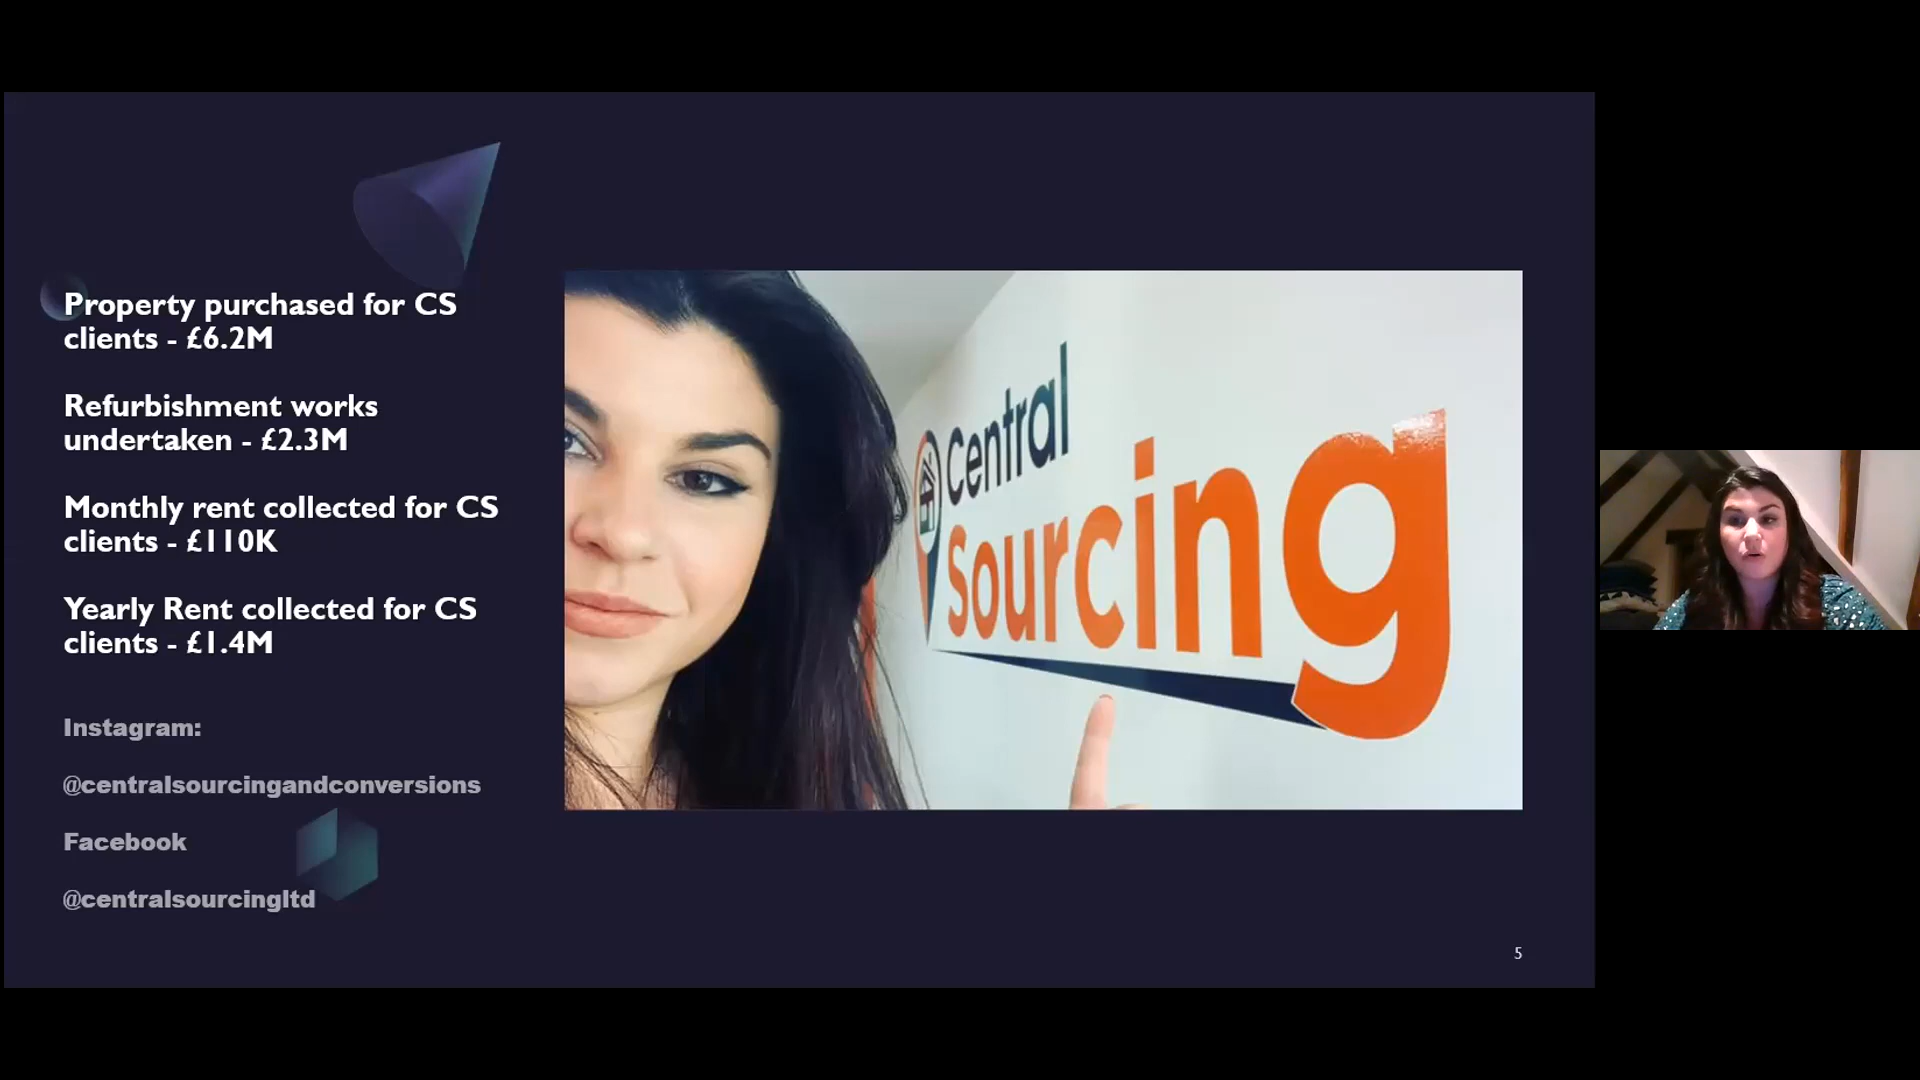 Property purchased for CS
clients - £6.2M
Refurbishment works
undertaken - £2.3M
Monthly rent collected for CS
clients - £110K
Yearly Rent collected for CS
clients - £1.4M
Instagram:
@centralsourcingandconversions
Facebook
@centralsourcingltd
Central
Sourcing
5